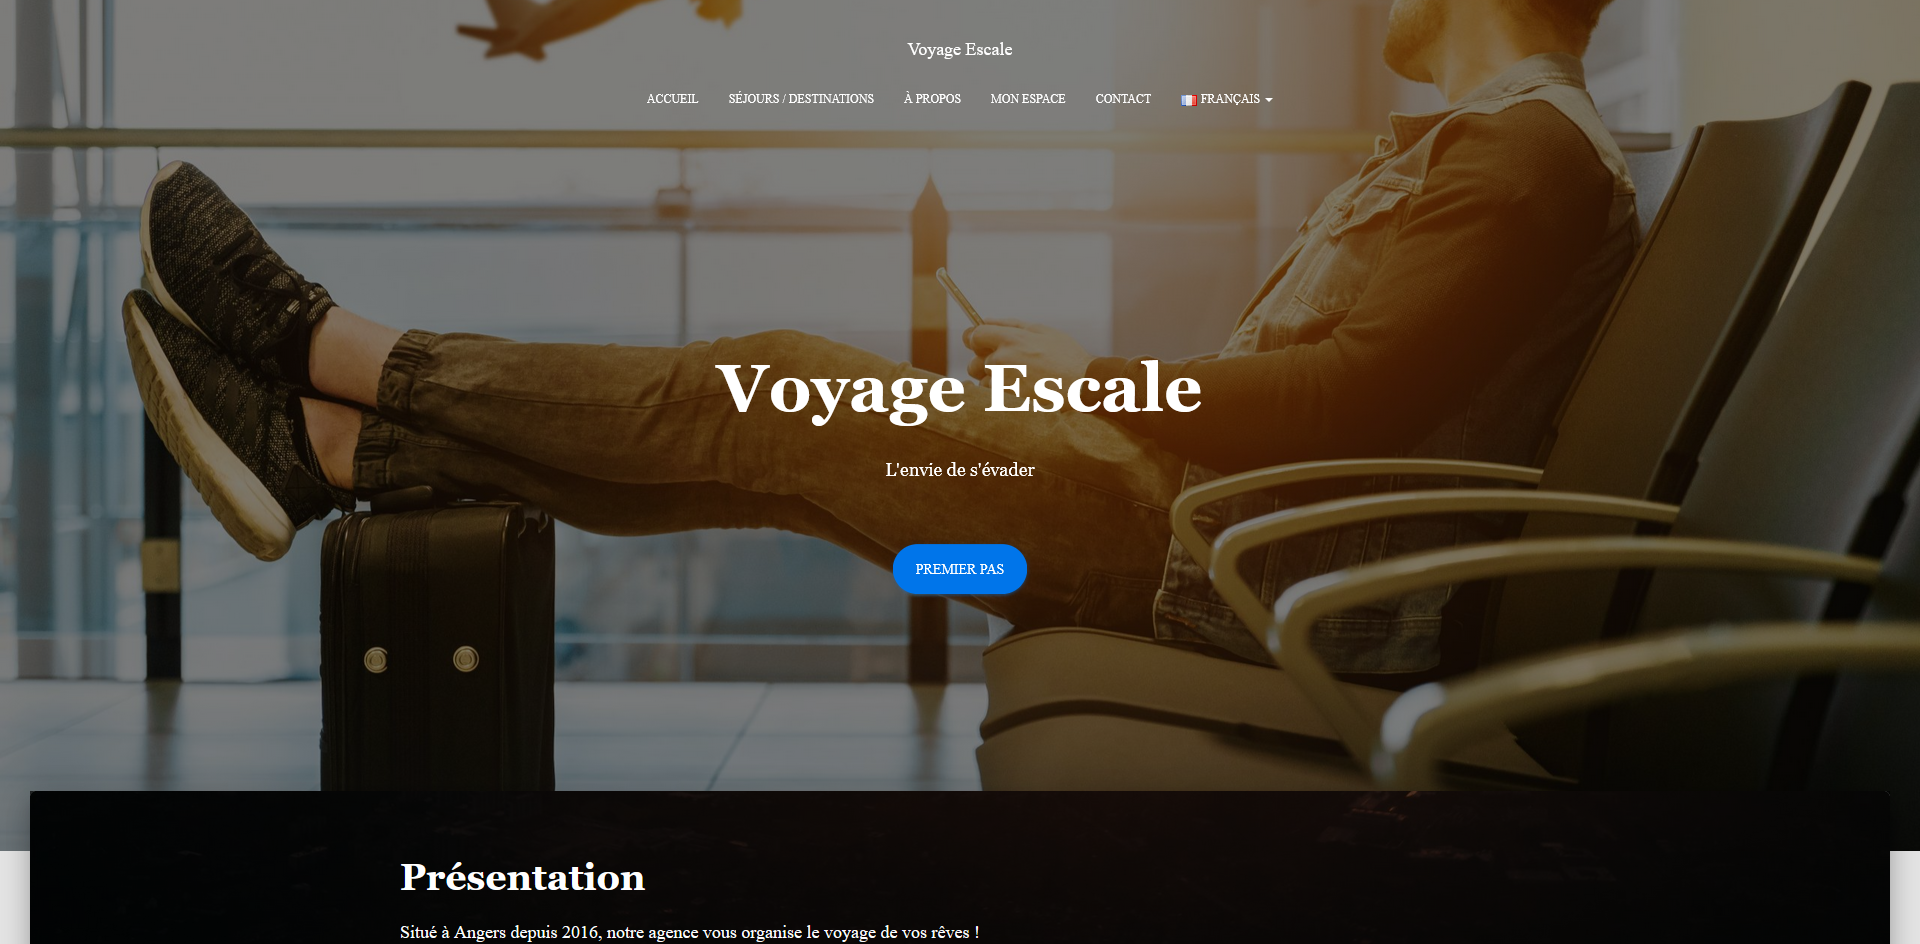 Voyage Escale
ACCUEIL SÉJOURS / DESTINATIONS À PROPOS MON ESPACE CONTACT FRANÇAIS
Voyage Escale
L'envie de s'évader
PREMIER PAS
Présentation
Situé à Angers depuis 2016, notre agence vous organise le voyage de vos rêves !